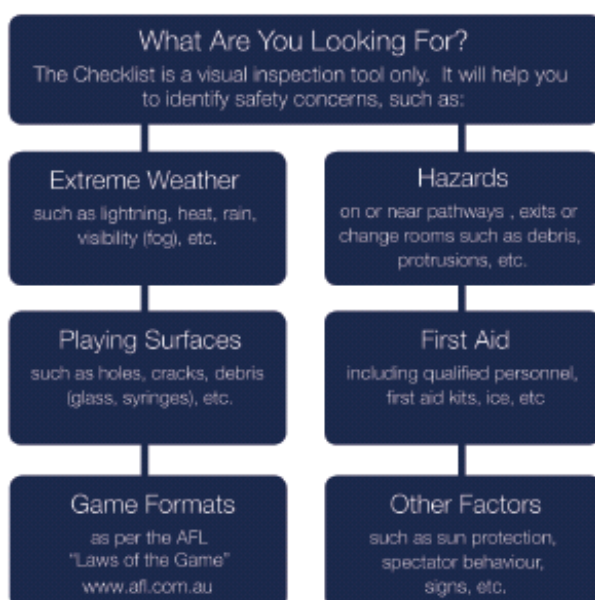 What Are You Looking For?
The Checklist is a visual inspection tool only. It will help you
to identify safety concerns, such as:
Extreme Weather
such as lightning, heat, rain,
visibility (fog), etc.
Hazards
on or near pathways , exits or
change rooms such as debris,
protrusions, etc.
Playing Surfaces
such as holes, cracks, debris
(glass, syringes), etc.
First Aid
including qualified personnel,
first aid kits, ice, etc
Game Formats
as per the AFL
“Laws of the Game”
www.afl.com.au
Other Factors
such as sun protection,
spectator behaviour,
signs, etc.